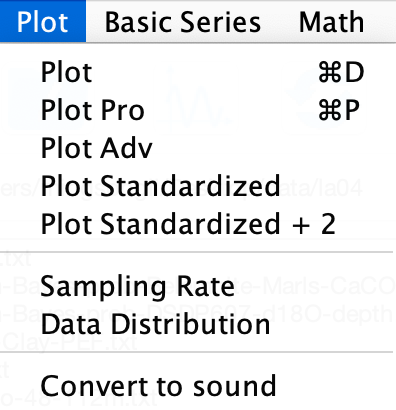 Plot Basic Series Math
Plot ⌘D
Plot Pro ⌘P
Plot Adv
Plot Standardized
Plot Standardized + 2
Sampling Rate
Data Distribution
Convert to sound